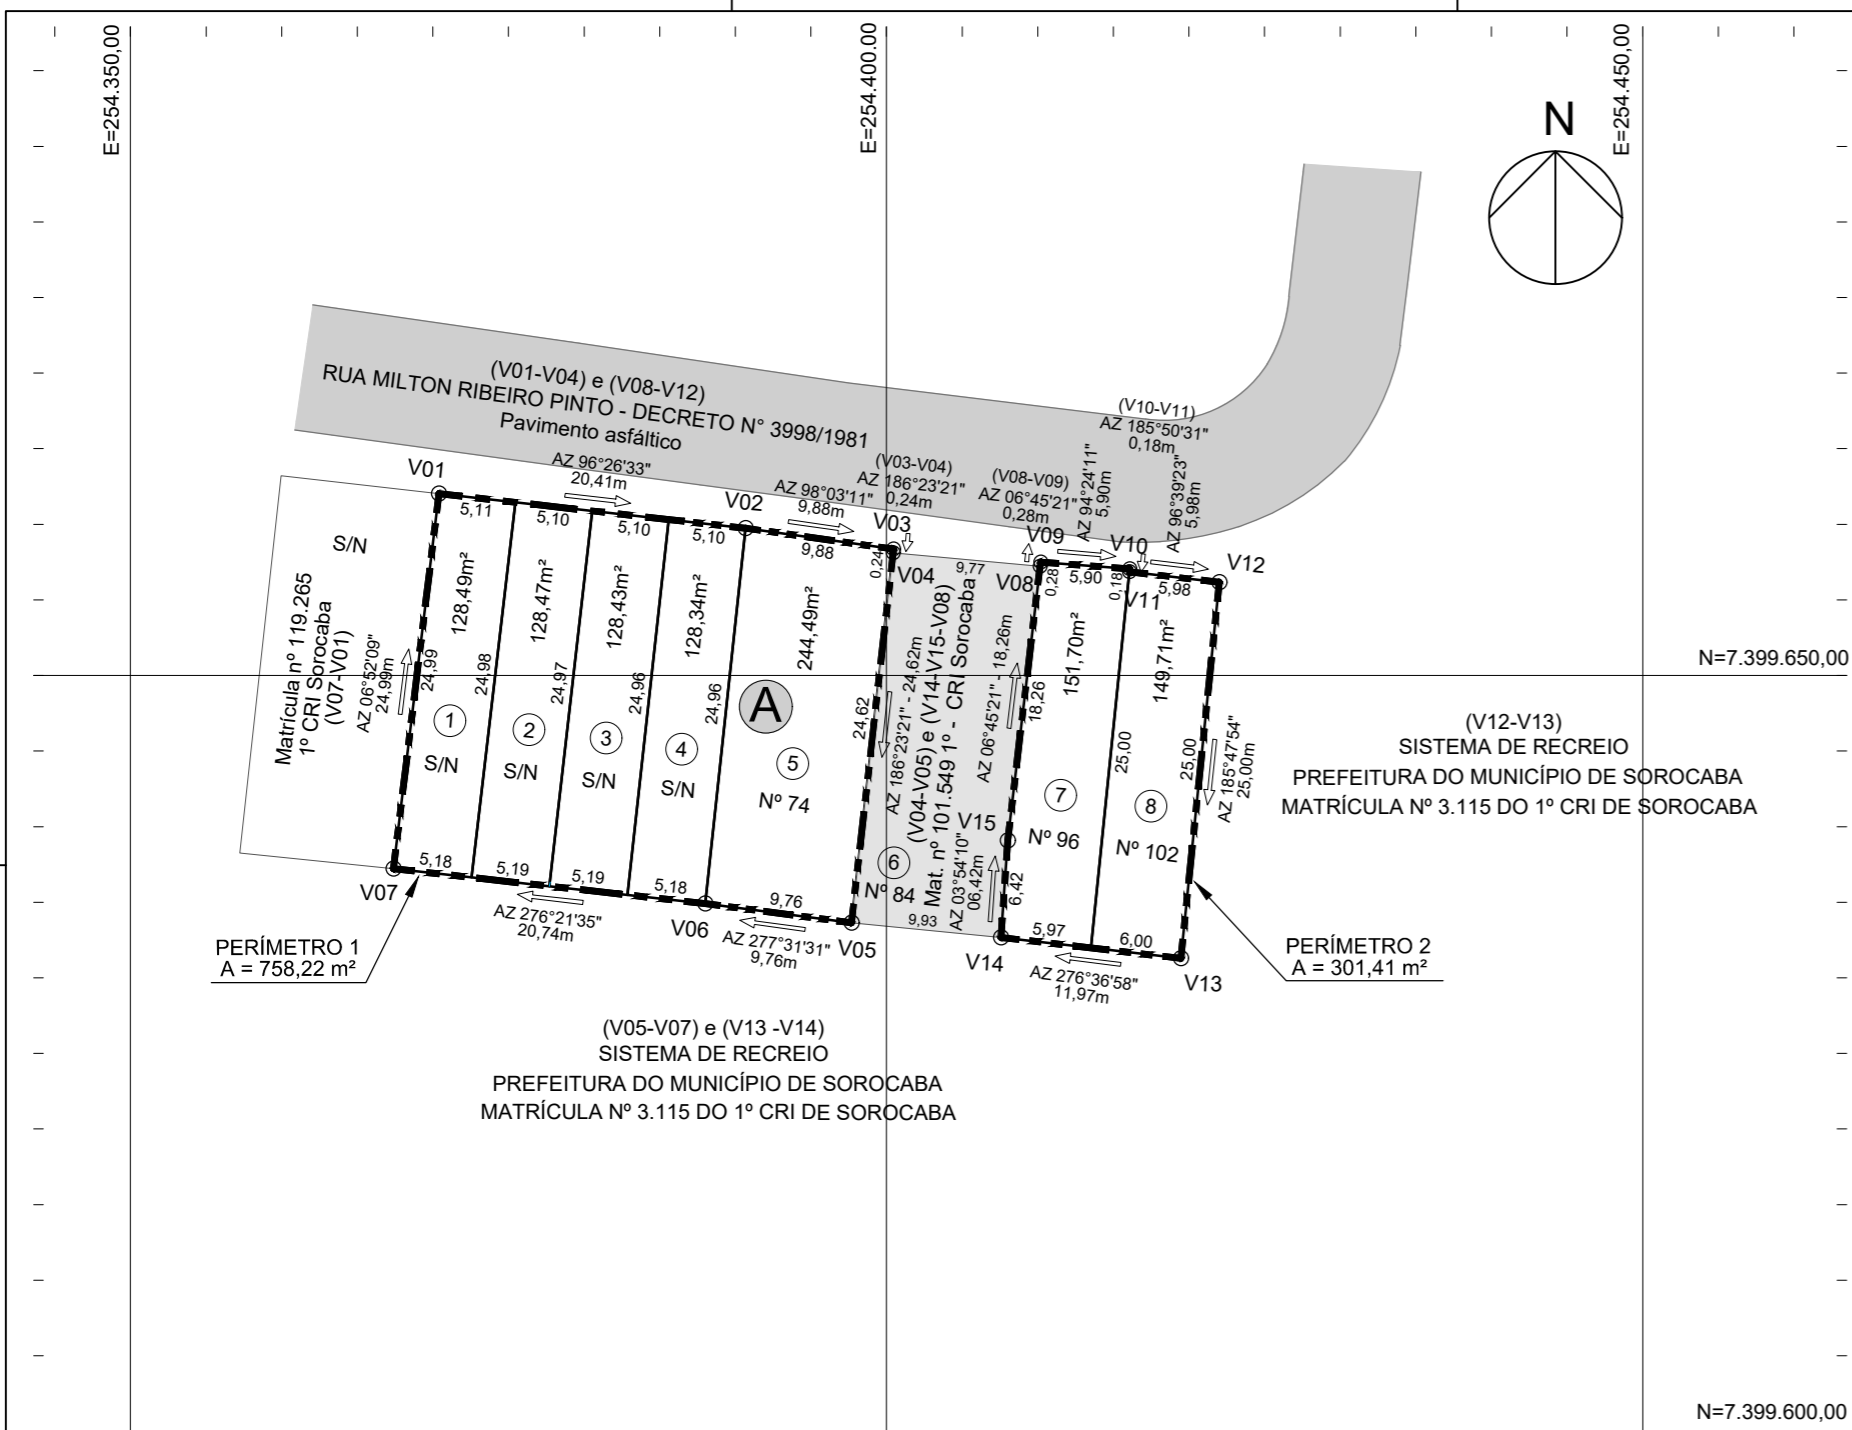 E=254.350,00
E=254.400.00
E=254.450,00
N
(V01-V04) e (V08-V12)
RUA MILTON RIBEIRO PINTO - DECRETO N° 3998/1981
Pavimento asfáltico
(V10-V11)
AZ 185°50'31"
0,18m
(V03-V04)
AZ 186°23'21"
0,24m
(V08-V09)
AZ 06°45'21"
0,28m
AZ 94°24'11"
5,90m
AZ 96°39'23"
5,98m
AZ 96°26'33"
20,41m
AZ 98°03'11"
9,88m
V01
V02
V03
V04
V08
V09
V10
V11
V12
5,11
5,10
5,10
5,10
9,88
0,24
9,77
0,28
5,90
0,18
5,98
S/N
Matrícula nº 119.265
1º CRI Sorocaba
(V07-V01)
AZ 06°52'09"
24,99m
24,99
128,49m²
1
S/N
24,98
128,47m²
2
S/N
24,97
128,43m²
3
S/N
24,96
128,34m²
4
S/N
24,96
244,49m²
A
5
Nº 74
24,62
AZ 186°23'21" - 24,62m
(V04-V05) e (V14-V15-V08)
Mat. nº 101.549 1º - CRI Sorocaba
6
Nº 84
AZ 06°45'21" - 18,26m
AZ 03°54'10"
06,42m
V15
18,26
6,42
151,70m²
7
Nº 96
25,00
149,71m²
8
Nº 102
25,00
AZ 185°47'54"
25,00m
N=7.399.650,00
(V12-V13)
SISTEMA DE RECREIO
PREFEITURA DO MUNICÍPIO DE SOROCABA
MATRÍCULA Nº 3.115 DO 1º CRI DE SOROCABA
V07
5,18
5,19
5,19
5,18
9,76
9,93
5,97
6,00
AZ 276°21'35"
20,74m
V06
AZ 277°31'31"
9,76m
V05
V14
AZ 276°36'58"
11,97m
V13
PERÍMETRO 1
A = 758,22 m²
PERÍMETRO 2
A = 301,41 m²
(V05-V07) e (V13 -V14)
SISTEMA DE RECREIO
PREFEITURA DO MUNICÍPIO DE SOROCABA
MATRÍCULA Nº 3.115 DO 1º CRI DE SOROCABA
N=7.399.600,00